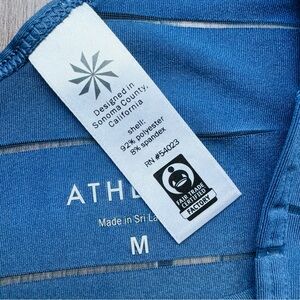 Designed in
Sonoma County,
California
shell:
92% polyester
8% spandex
RN #54023
FAIR TRADE
CERTIFIED
FACTORY
ATHL
Made in Sri La
M